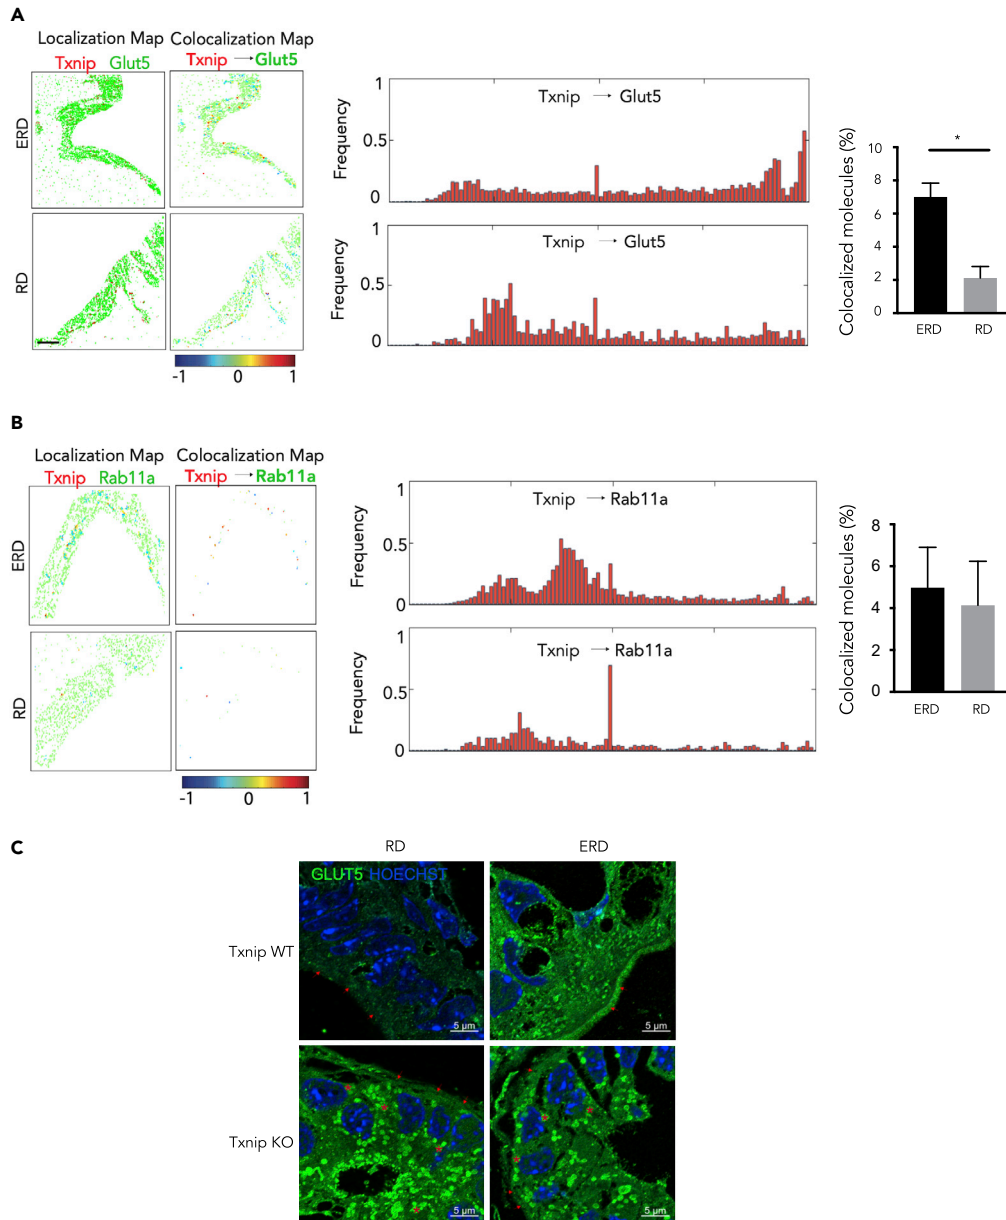 A
Localization Map Colocalization Map
Txnip Glut5 Txnip → Glut5
ERD
RD
-1 0 1
Frequency
1
0.5
0
Txnip → Glut5
Frequency
1
0.5
0
Txnip → Glut5
Colocalized molecules (%)
10
8
6
4
2
0
*
ERD RD
B
Localization Map Colocalization Map
Txnip Rab11a Txnip → Rab11a
ERD
RD
-1 0 1
Frequency
1
0.5
0
Txnip → Rab11a
Frequency
1
0.5
0
Txnip → Rab11a
Colocalized molecules (%)
8
6
4
2
0
ERD RD
C
RD ERD
GLUT5 HOECHST
Txnip WT
5 µm 5 µm
Txnip KO
5 µm 5 µm